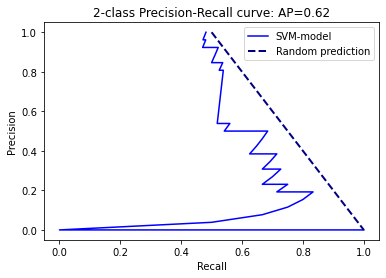 2-class Precision-Recall curve: AP=0.62
SVM-model
Random prediction
Precision
1.0
0.8
0.6
0.4
0.2
0.0
0.0 0.2 0.4 0.6 0.8 1.0
Recall